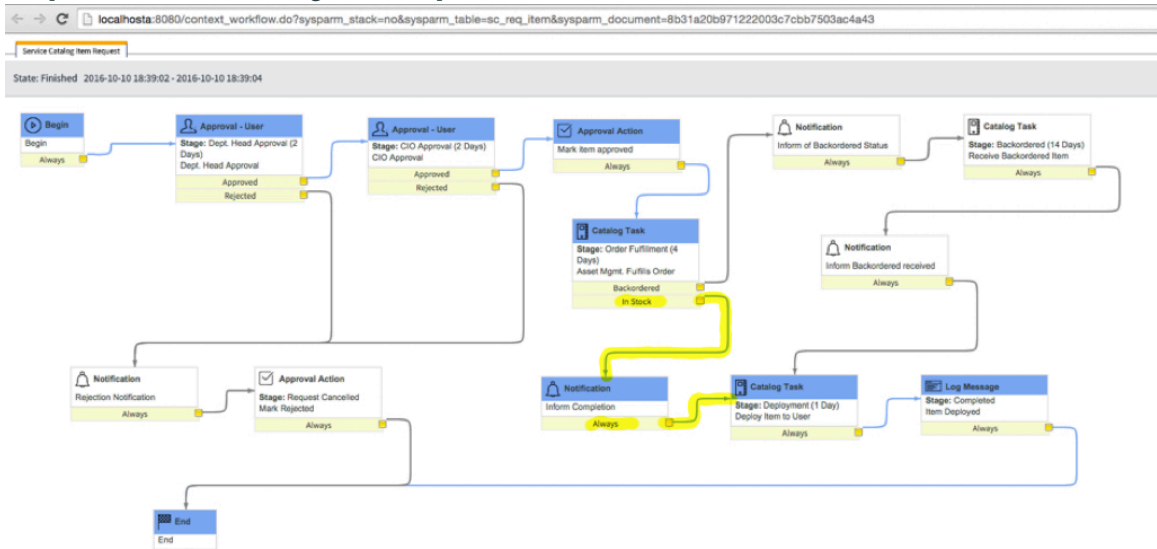 localhosta:8080/context_workflow.do?sysparm_stack=no&sysparm_table=sc_req_item&sysparm_document=8b31a20b971222003c7cbb7503ac4a43
Service Catalog Item Request
State: Finished 2016-10-10 18:39:02 - 2016-10-10 18:39:04
Begin
Begin
Always
Approval - User
Stage: Dept. Head Approval (2
Days)
Dept. Head Approval
Approved
Rejected
Approval - User
Stage: CIO Approval (2 Days)
CIO Approval
Approved
Rejected
Approval Action
Mark item approved
Always
Notification
Inform of Backordered Status
Always
Catalog Task
Stage: Backordered (14 Days)
Receive Backordered Item
Always
Catalog Task
Stage: Order Fulfillment (4
Days)
Asset Mgmt. Fulfills Order
Backordered
In Stock
Notification
Inform Backordered received
Always
Notification
Rejection Notification
Always
Approval Action
Stage: Request Cancelled
Mark Rejected
Always
Notification
Inform Completion
Always
Catalog Task
Stage: Deployment (1 Day)
Deploy Item to User
Always
Log Message
Stage: Completed
Item Deployed
Always
End
End